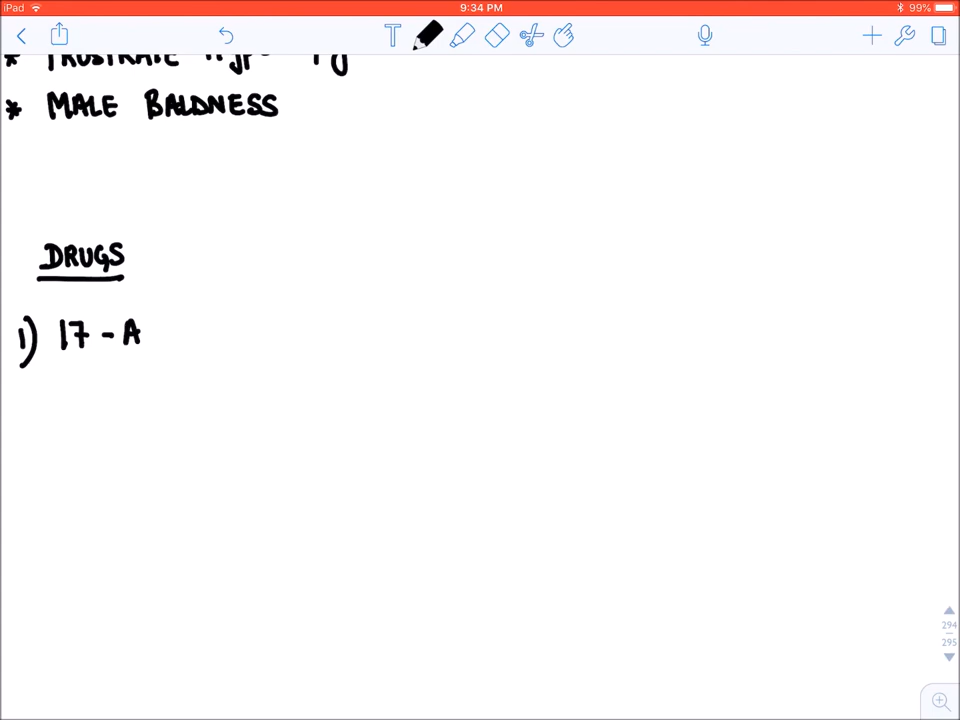 iPad 9:34 PM 99%
T
* MALE BALDNESS
DRUGS
1) 17 - A
294
295